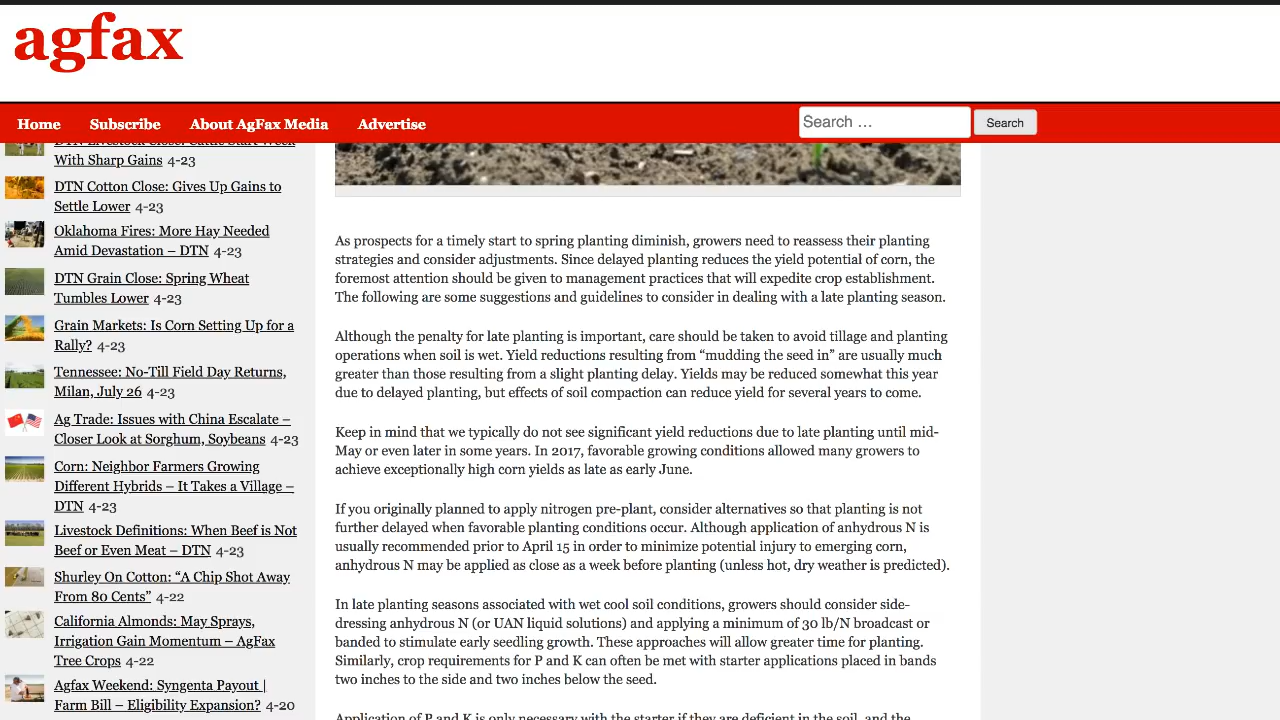 agfax
Home Subscribe About AgFax Media Advertise
Search …
Search
DTN Livestock Close: Cattle Start Week
With Sharp Gains 4-23
DTN Cotton Close: Gives Up Gains to
Settle Lower 4-23
Oklahoma Fires: More Hay Needed
Amid Devastation – DTN 4-23
DTN Grain Close: Spring Wheat
Tumbles Lower 4-23
Grain Markets: Is Corn Setting Up for a
Rally? 4-23
Tennessee: No-Till Field Day Returns,
Milan, July 26 4-23
Ag Trade: Issues with China Escalate –
Closer Look at Sorghum, Soybeans 4-23
Corn: Neighbor Farmers Growing
Different Hybrids – It Takes a Village –
DTN 4-23
Livestock Definitions: When Beef is Not
Beef or Even Meat – DTN 4-23
Shurley On Cotton: “A Chip Shot Away
From 80 Cents” 4-22
California Almonds: May Sprays,
Irrigation Gain Momentum – AgFax
Tree Crops 4-22
Agfax Weekend: Syngenta Payout |
Farm Bill – Eligibility Expansion? 4-20
As prospects for a timely start to spring planting diminish, growers need to reassess their planting
strategies and consider adjustments. Since delayed planting reduces the yield potential of corn, the
foremost attention should be given to management practices that will expedite crop establishment.
The following are some suggestions and guidelines to consider in dealing with a late planting season.
Although the penalty for late planting is important, care should be taken to avoid tillage and planting
operations when soil is wet. Yield reductions resulting from “mudding the seed in” are usually much
greater than those resulting from a slight planting delay. Yields may be reduced somewhat this year
due to delayed planting, but effects of soil compaction can reduce yield for several years to come.
Keep in mind that we typically do not see significant yield reductions due to late planting until mid-
May or even later in some years. In 2017, favorable growing conditions allowed many growers to
achieve exceptionally high corn yields as late as early June.
If you originally planned to apply nitrogen pre-plant, consider alternatives so that planting is not
further delayed when favorable planting conditions occur. Although application of anhydrous N is
usually recommended prior to April 15 in order to minimize potential injury to emerging corn,
anhydrous N may be applied as close as a week before planting (unless hot, dry weather is predicted).
In late planting seasons associated with wet cool soil conditions, growers should consider side-
dressing anhydrous N (or UAN liquid solutions) and applying a minimum of 30 lb/N broadcast or
banded to stimulate early seedling growth. These approaches will allow greater time for planting.
Similarly, crop requirements for P and K can often be met with starter applications placed in bands
two inches to the side and two inches below the seed.
Application of P and K is only necessary with the starter if they are deficient in the soil, and the